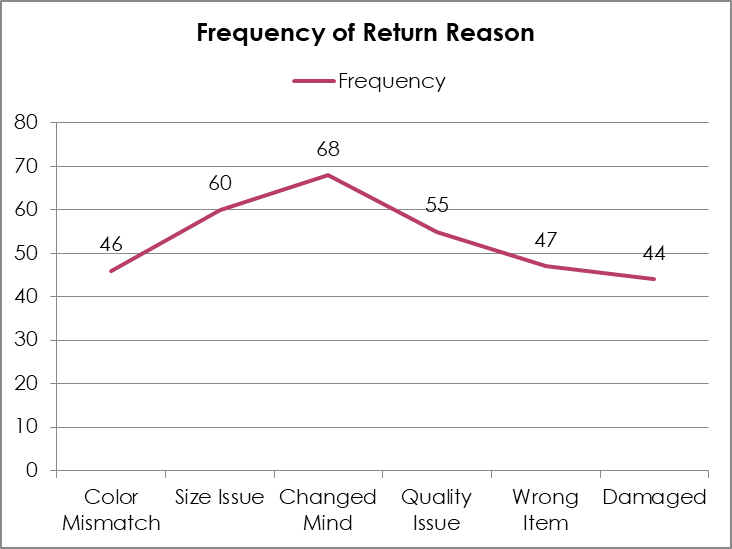 Frequency of Return Reason
Frequency
80
70
60
50
40
30
20
10
0
46
60
68
55
47
44
Color Mismatch
Size Issue
Changed Mind
Quality Issue
Wrong Item
Damaged